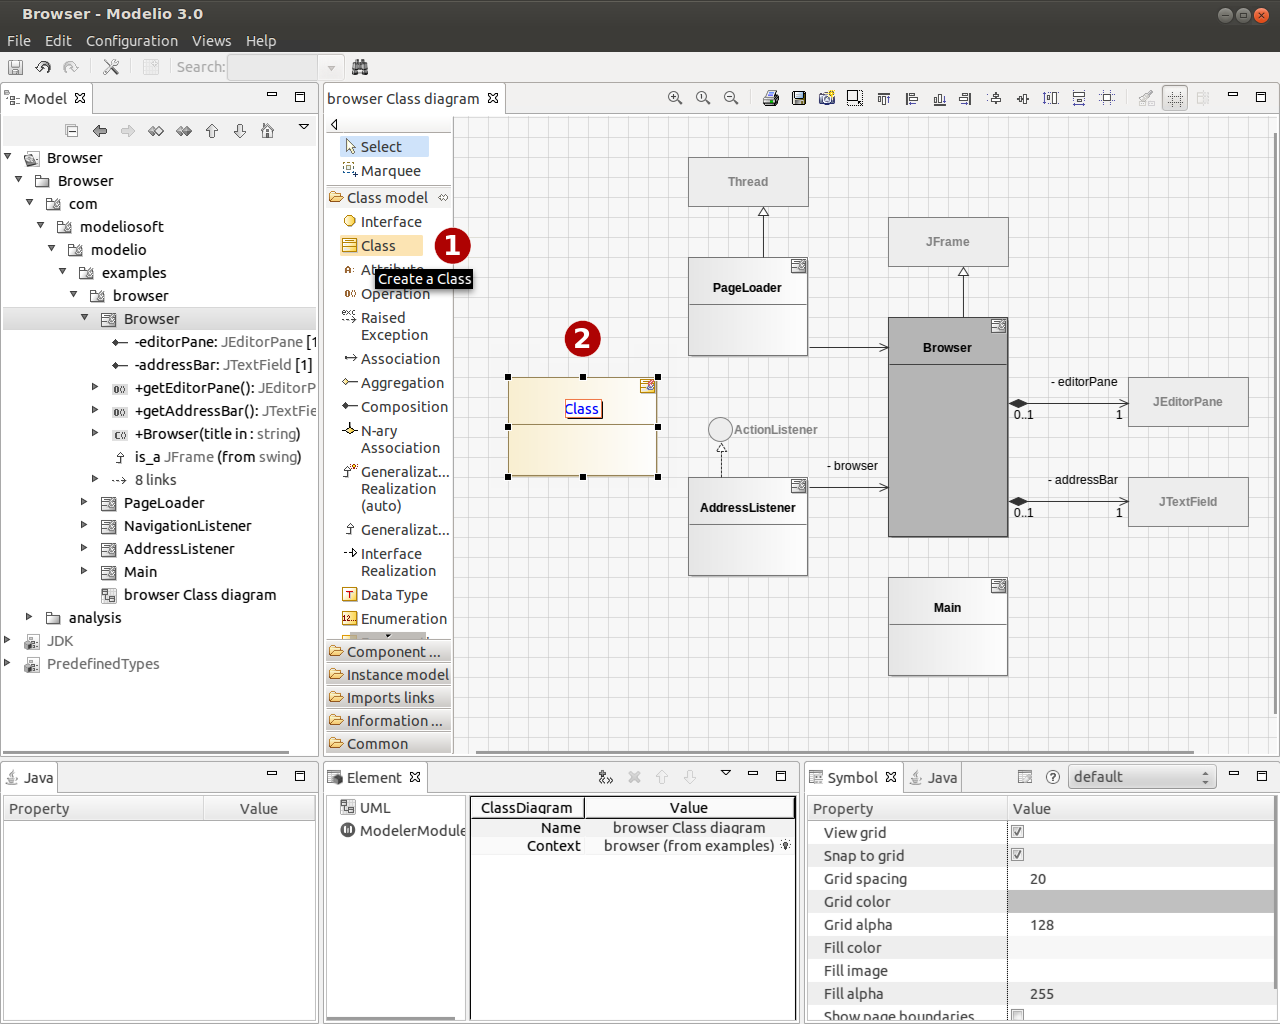 Browser - Modelio 3.0
File Edit Configuration Views Help
Search:
Model
browser Class diagram
Browser
Browser
com
modeliosoft
modelio
examples
browser
Browser
-editorPane: JEditorPane [1
-addressBar: JTextField [1]
+getEditorPane(): JEditorP
+getAddressBar(): JTextFie
+Browser(title in : string)
is_a JFrame (from swing)
8 links
PageLoader
NavigationListener
AddressListener
Main
browser Class diagram
analysis
JDK
PredefinedTypes
Select
Marquee
Class model
Interface
Class
Create a Class
Operation
Raised
Exception
Association
Aggregation
Composition
N-ary
Association
Generalizat...
Realization
(auto)
Generalizat...
Interface
Realization
Data Type
Enumeration
Component ...
Instance model
Imports links
Information ...
Common
1
2
Thread
JFrame
PageLoader
Browser
Class
- editorPane
0..1 1
JEditorPane
ActionListener
- browser
AddressListener
- addressBar
0..1 1
JTextField
Main
Java
Property Value
Element
UML
ModelerModule
ClassDiagram Value
Name browser Class diagram
Context browser (from examples)
Symbol Java
default
Property Value
View grid
Snap to grid
Grid spacing 20
Grid color
Grid alpha 128
Fill color
Fill image
Fill alpha 255
Show page boundaries